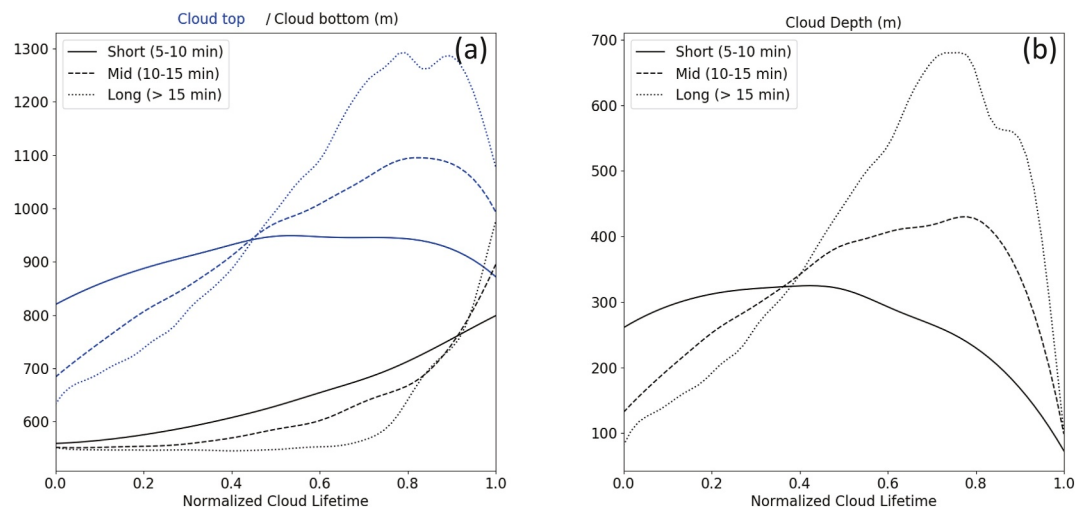 Cloud top / Cloud bottom (m)
(a)
Short (5-10 min)
Mid (10-15 min)
Long (> 15 min)
1300
1200
1100
1000
900
800
700
600
0.0 0.2 0.4 0.6 0.8 1.0
Normalized Cloud Lifetime
Cloud Depth (m)
(b)
Short (5-10 min)
Mid (10-15 min)
Long (> 15 min)
700
600
500
400
300
200
100
0.0 0.2 0.4 0.6 0.8 1.0
Normalized Cloud Lifetime